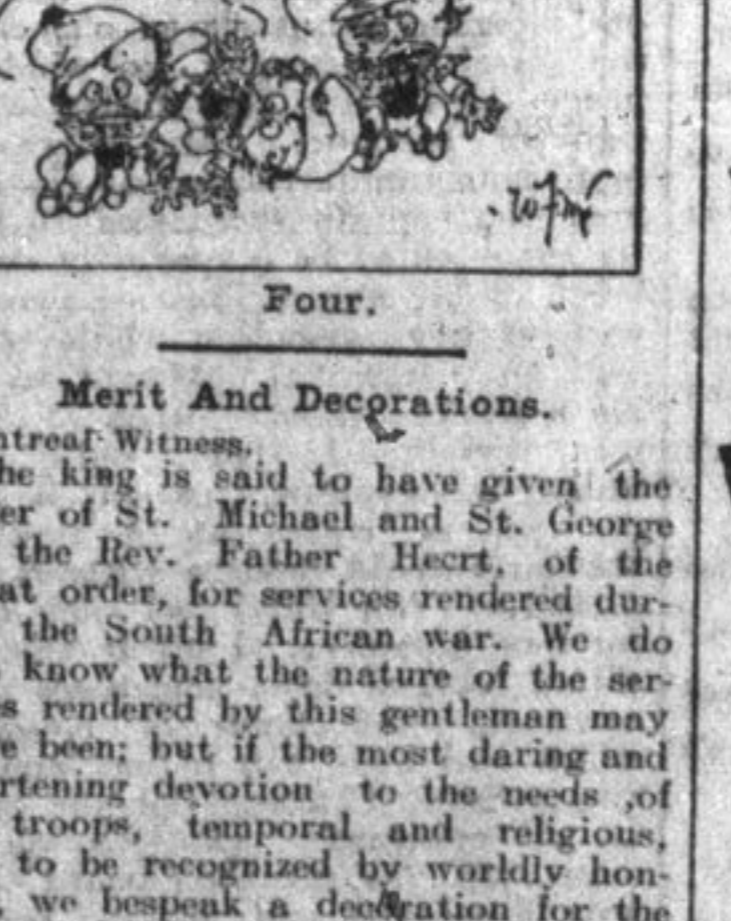 Four.
Merit And Decorations.
ntreal Witness.
he king is said to have given the
er of St. Michael and St. George
the Rev. Father Hecrt, of the
at order, for services rendered dur-
the South African war. We do
know what the nature of the ser-
s rendered by this gentleman may
e been; but if the most daring and
rtening devotion to the needs ,of
troops, temporal and religious,
to be recognized by worldly hon-
we bespeak a decoration for the